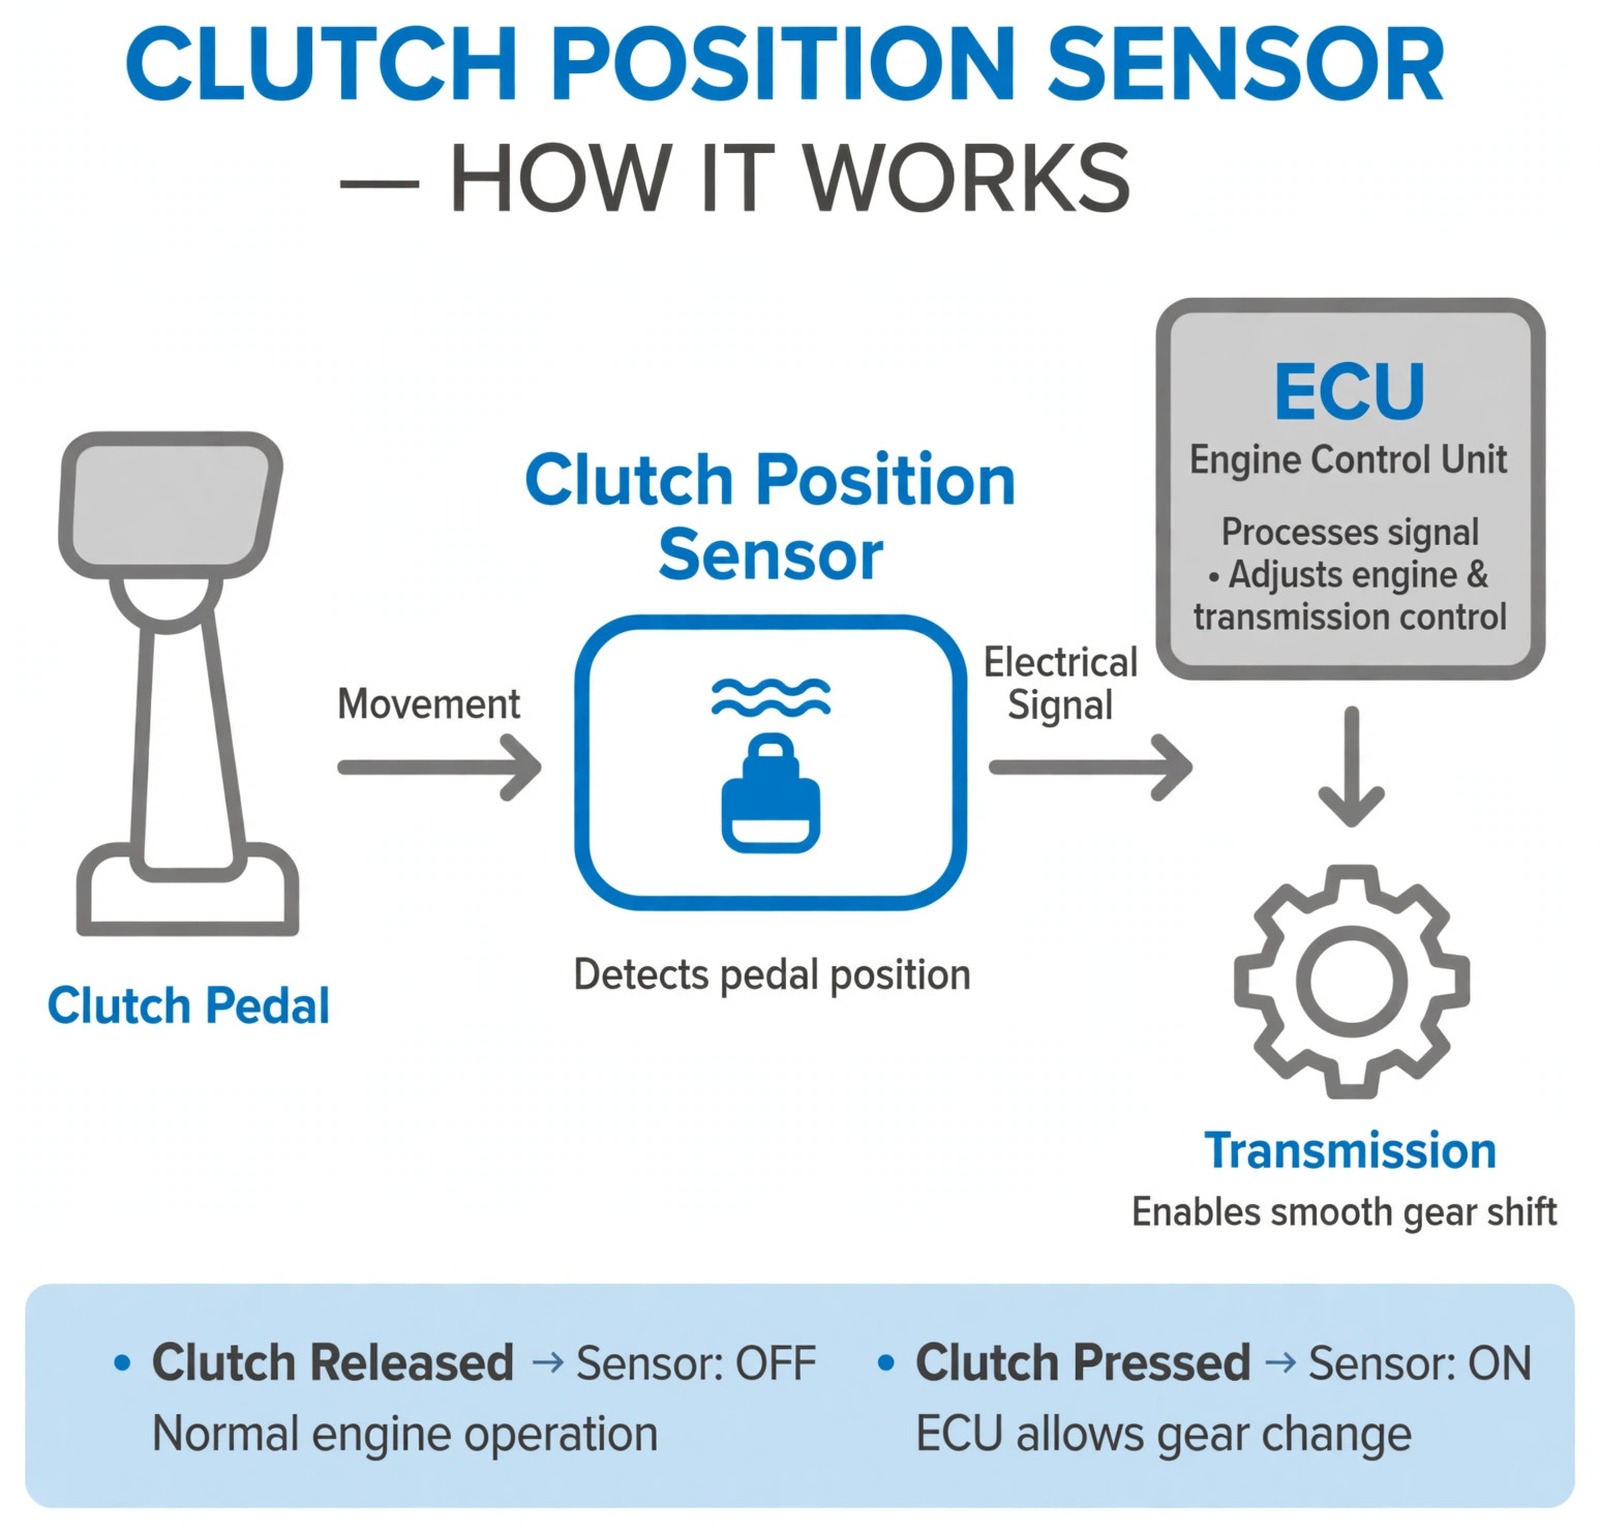 CLUTCH POSITION SENSOR
— HOW IT WORKS
Clutch Pedal
Movement
Clutch Position
Sensor
Detects pedal position
Electrical
Signal
ECU
Engine Control Unit
Processes signal
• Adjusts engine &
transmission control
Transmission
Enables smooth gear shift
• Clutch Released → Sensor: OFF
Normal engine operation
• Clutch Pressed → Sensor: ON
ECU allows gear change